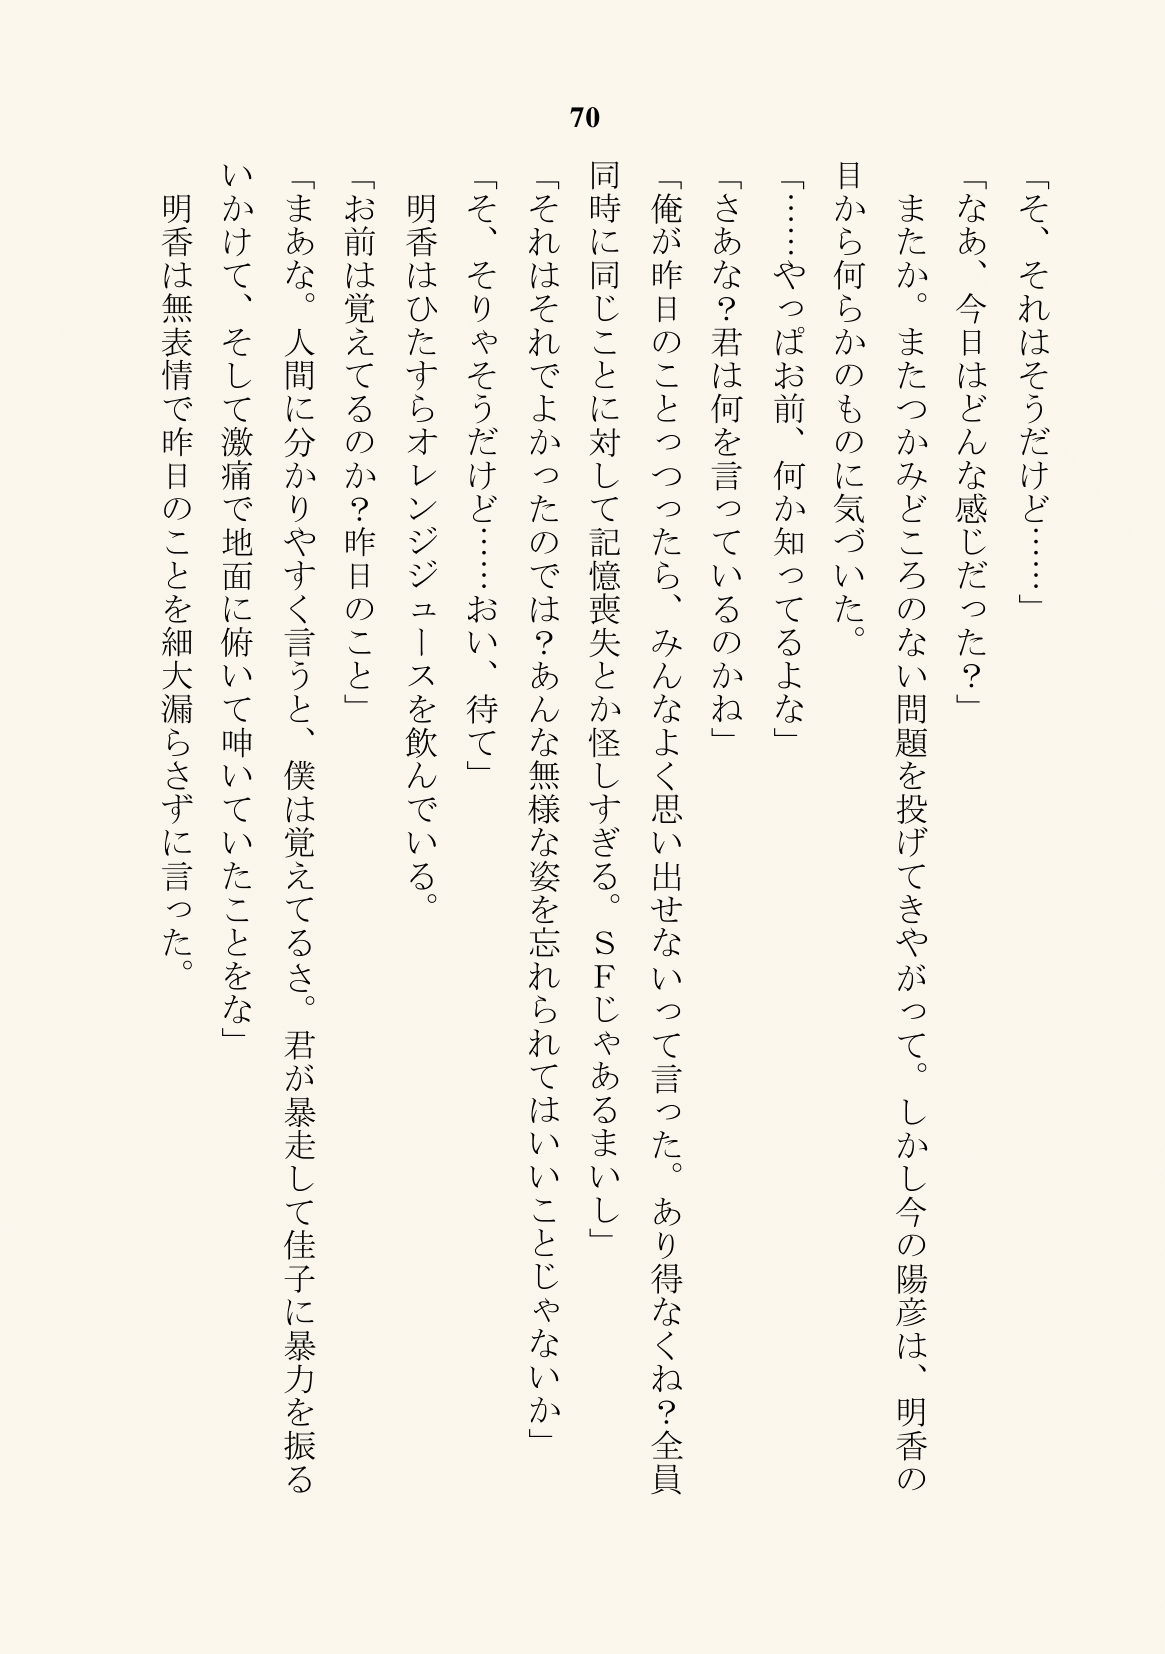 70
「そ、それはそうだけど……」
「なあ、今日はどんな感じだった？」
　またか。またつかみどころのない問題を投げてきやがって。しかし今の陽彦は、明香の
目から何らかのものに気づいた。
「……やっぱお前、何か知ってるよな」
「さあな？君は何を言っているのかね」
「俺が昨日のことっつったら、みんなよく思い出せないって言った。あり得なくね？全員
同時に同じことに対して記憶喪失とか怪しすぎる。ＳＦじゃあるまいし」
「それはそれでよかったのでは？あんな無様な姿を忘れられてはいいことじゃないか」
「そ、そりゃそうだけど……おい、待て」
　明香はひたすらオレンジジュースを飲んでいる。
「お前は覚えてるのか？昨日のこと」
「まあな。人間に分かりやすく言うと、僕は覚えてるさ。君が暴走して佳子に暴力を振る
いかけて、そして激痛で地面に俯いて呻いていたことをな」
　明香は無表情で昨日のことを細大漏らさずに言った。